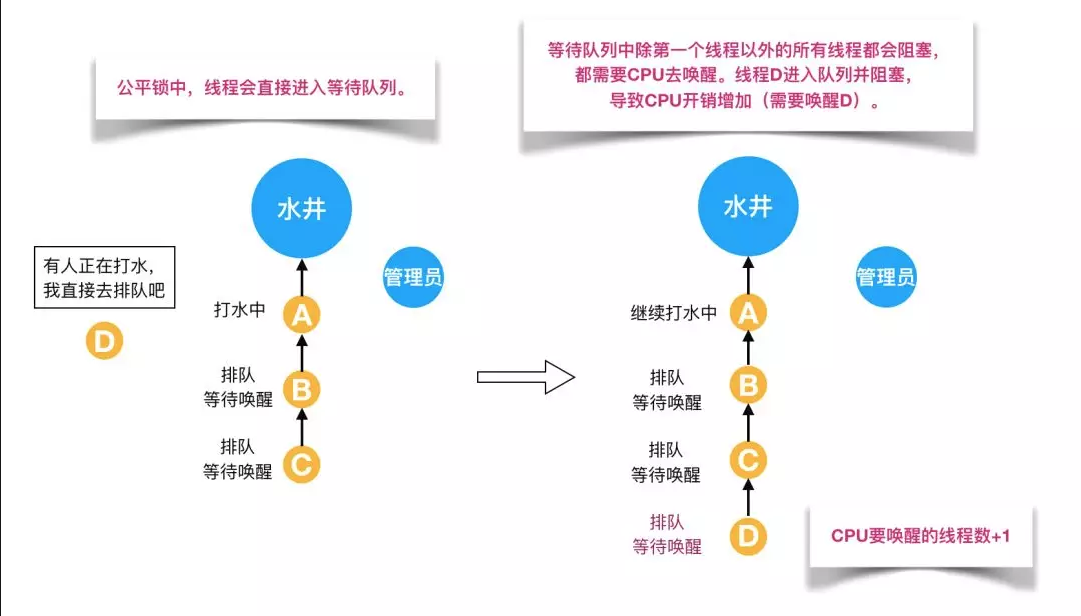 公平锁中，线程会直接进入等待队列。
等待队列中除第一个线程以外的所有线程都会阻塞，
都需要CPU去唤醒。线程D进入队列并阻塞，
导致CPU开销增加（需要唤醒D）。
水井
管理员
有人正在打水，
我直接去排队吧
D
打水中
A
排队
等待唤醒
B
排队
等待唤醒
C
水井
管理员
继续打水中
A
排队
等待唤醒
B
排队
等待唤醒
C
排队
等待唤醒
D
CPU要唤醒的线程数+1